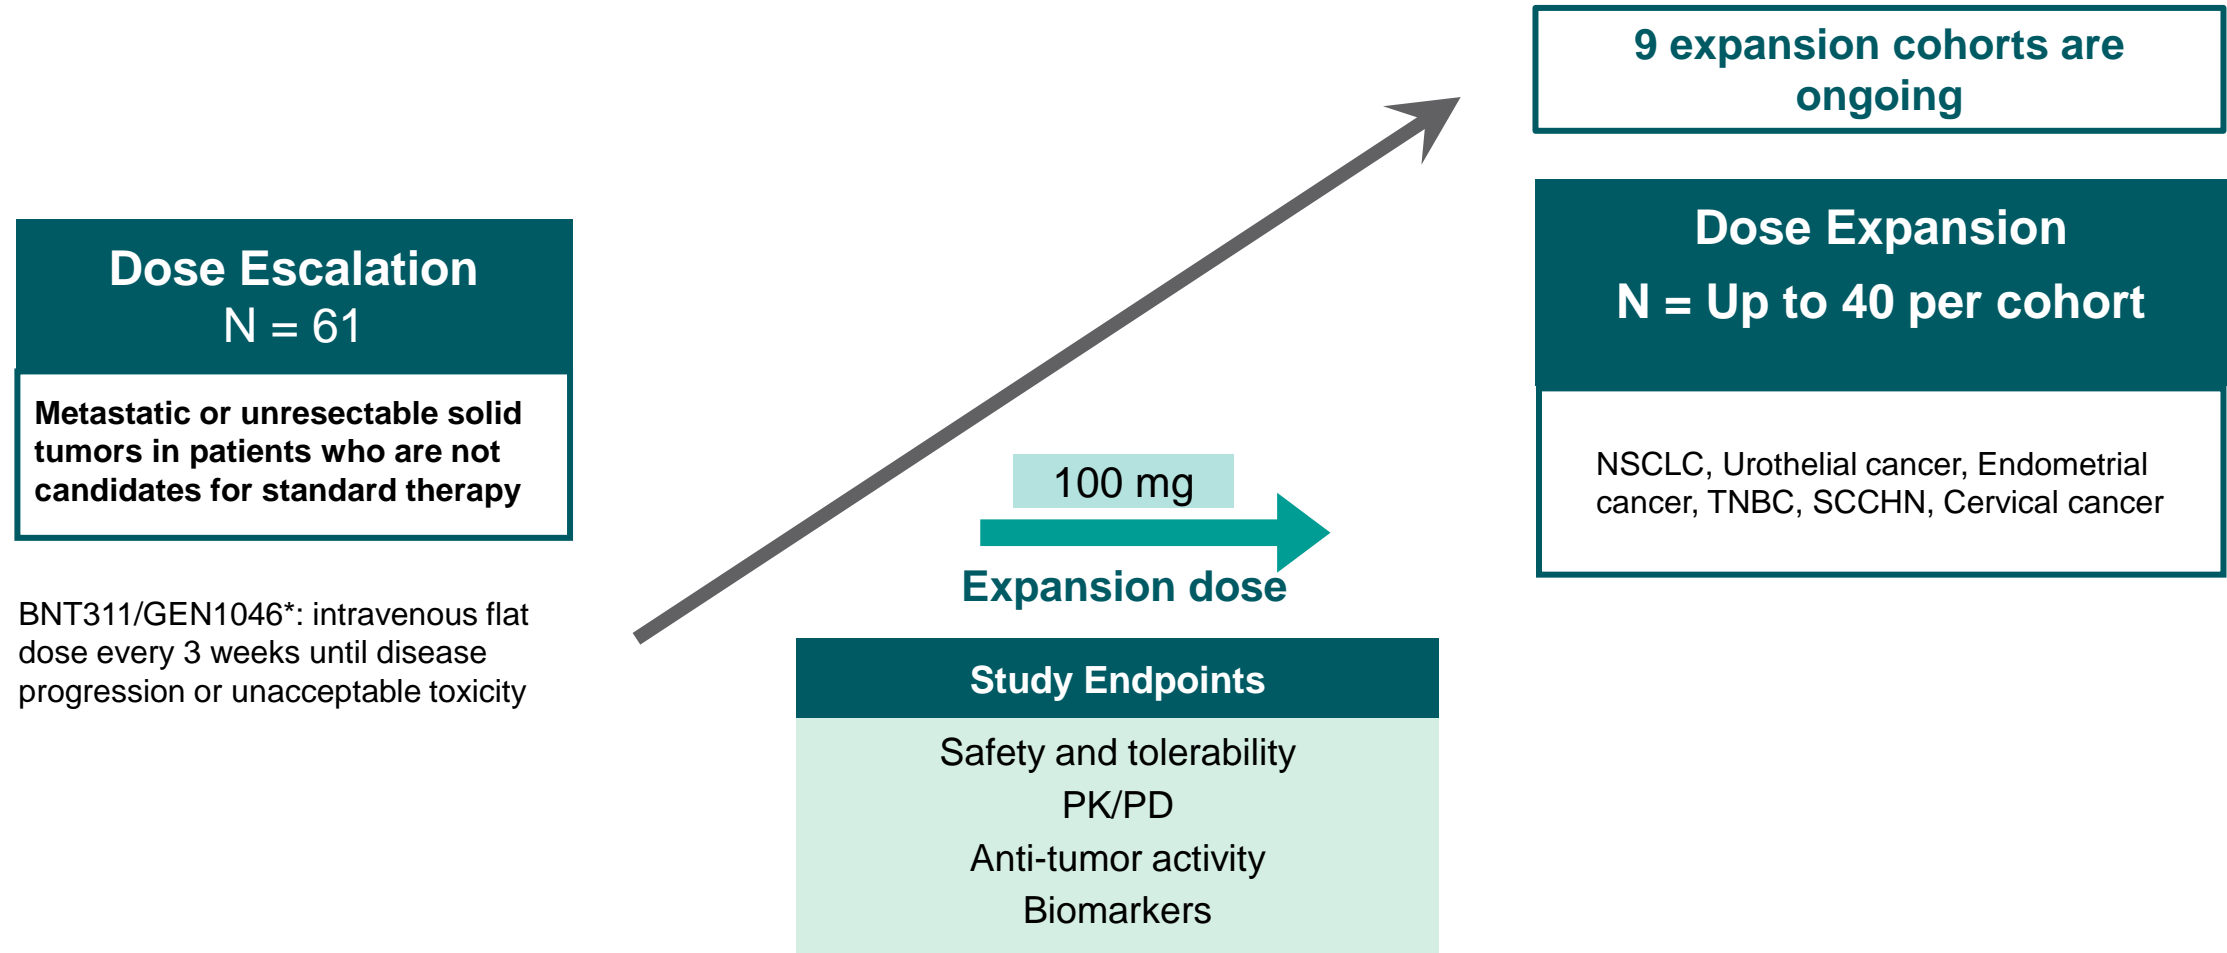 Dose Escalation
N = 61
Metastatic or unresectable solid
tumors in patients who are not
candidates for standard therapy
BNT311/GEN1046*: intravenous flat
dose every 3 weeks until disease
progression or unacceptable toxicity
100 mg
Expansion dose
Study Endpoints
Safety and tolerability
PK/PD
Anti-tumor activity
Biomarkers
9 expansion cohorts are
ongoing
Dose Expansion
N = Up to 40 per cohort
NSCLC, Urothelial cancer, Endometrial
cancer, TNBC, SCCHN, Cervical cancer